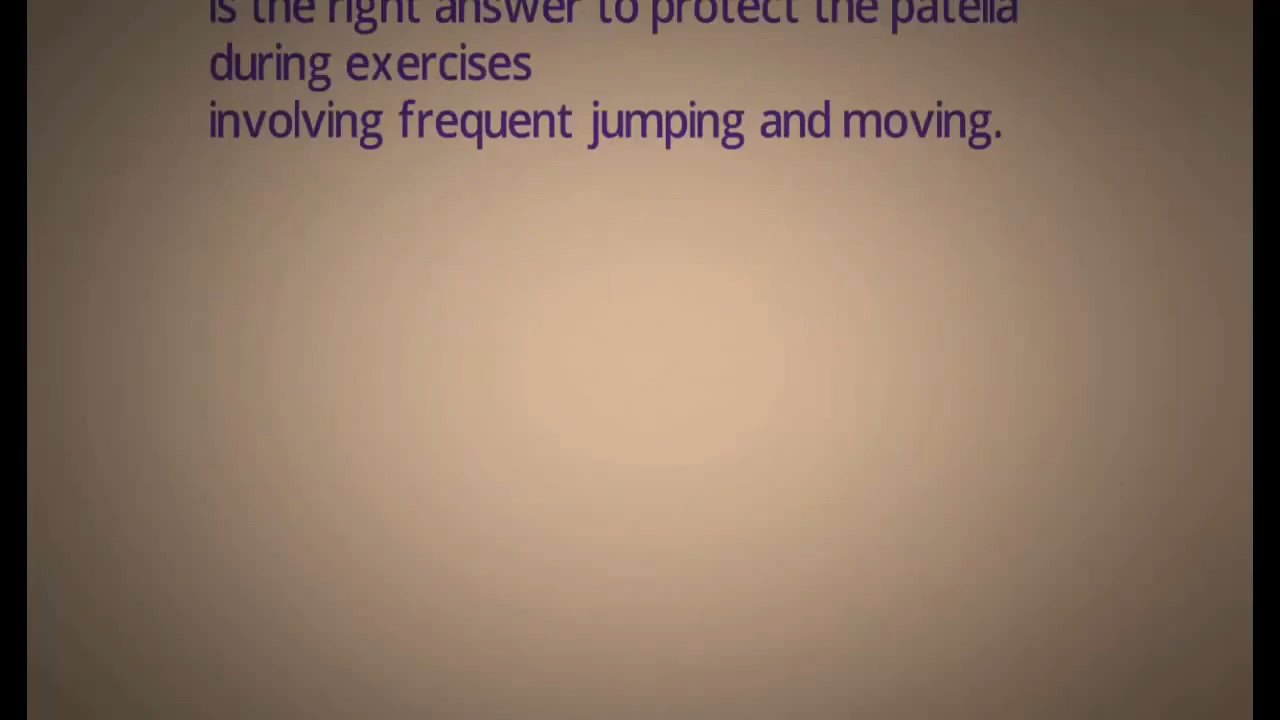 is the right answer to protect the patella
during exercises
involving frequent jumping and moving.